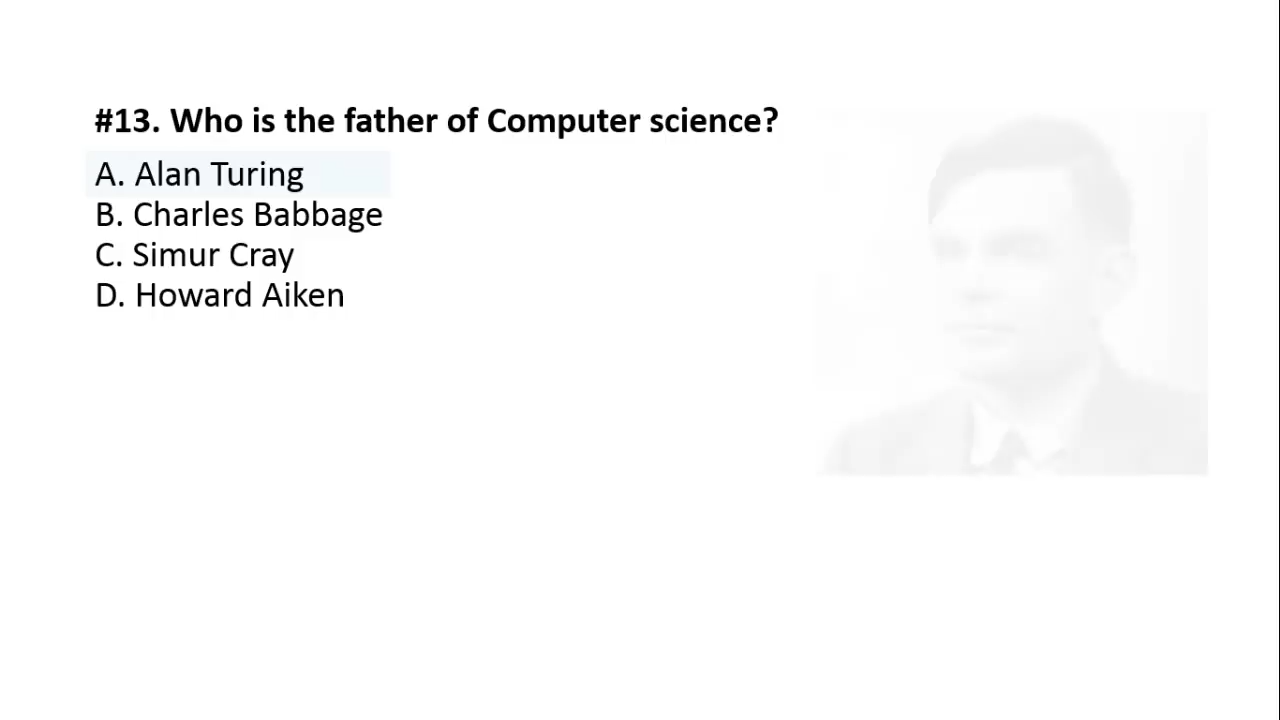 #13. Who is the father of Computer science?
A. Alan Turing
B. Charles Babbage
C. Simur Cray
D. Howard Aiken